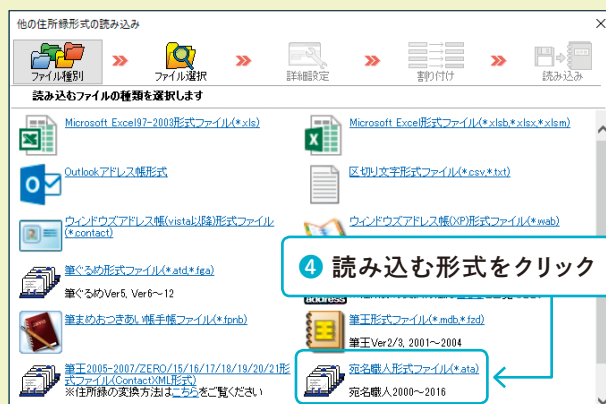 他の住所録形式の読み込み
ファイル種別
ファイル選択
詳細設定
割り付け
読み込み
読み込むファイルの種類を選択します
Microsoft Excel97-2003形式ファイル(*.xls)
Microsoft Excel形式ファイル(*.xlsb,*.xlsx,*.xlsm)
Outlookアドレス帳形式
区切り文字形式ファイル(*.csv,*.txt)
ウィンドウズアドレス帳(vista以降)形式ファイル
(*.contact)
ウィンドウズアドレス帳(XP)形式ファイル(*.wab)
④ 読み込む形式をクリック
筆ぐるめ形式ファイル(*.atd,*.fga)
筆ぐるめVer5, Ver6～12
address
筆まめおつきあい帳手帳ファイル(*.fpnb)
筆王形式ファイル(*.mdb,*.fzd)
筆王Ver2/3, 2001～2004
筆王2005-2007/ZERO/15/16/17/18/19/20/21形
式ファイル(ContactXML形式)
※住所録の変換方法はこちらをご覧ください
宛名職人形式ファイル(*.ata)
宛名職人2000～2016